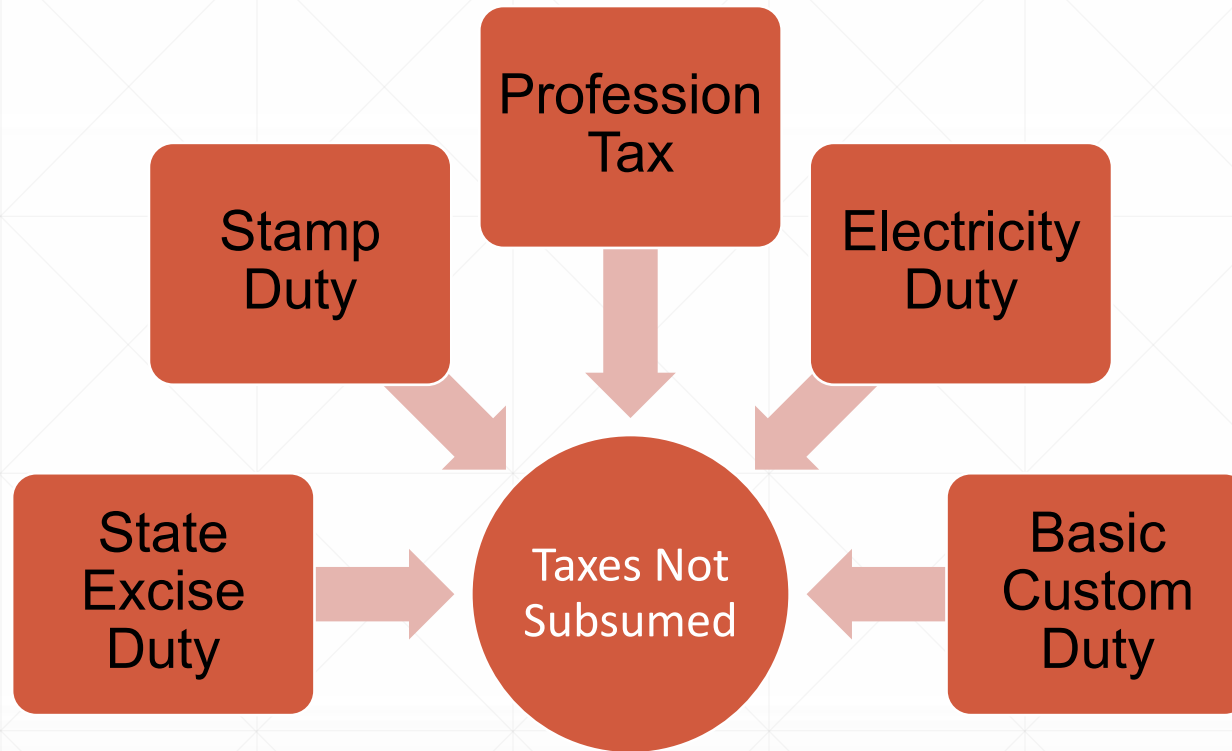 Profession
Tax
Stamp
Duty
Electricity
Duty
State
Excise
Duty
Taxes Not
Subsumed
Basic
Custom
Duty